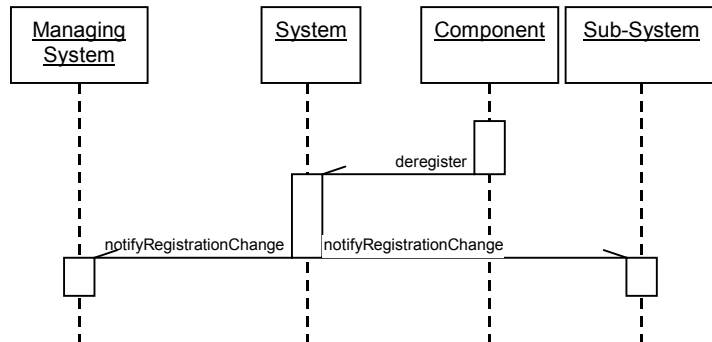 Managing
System
System
Component
Sub-System
deregister
notifyRegistrationChange
notifyRegistrationChange